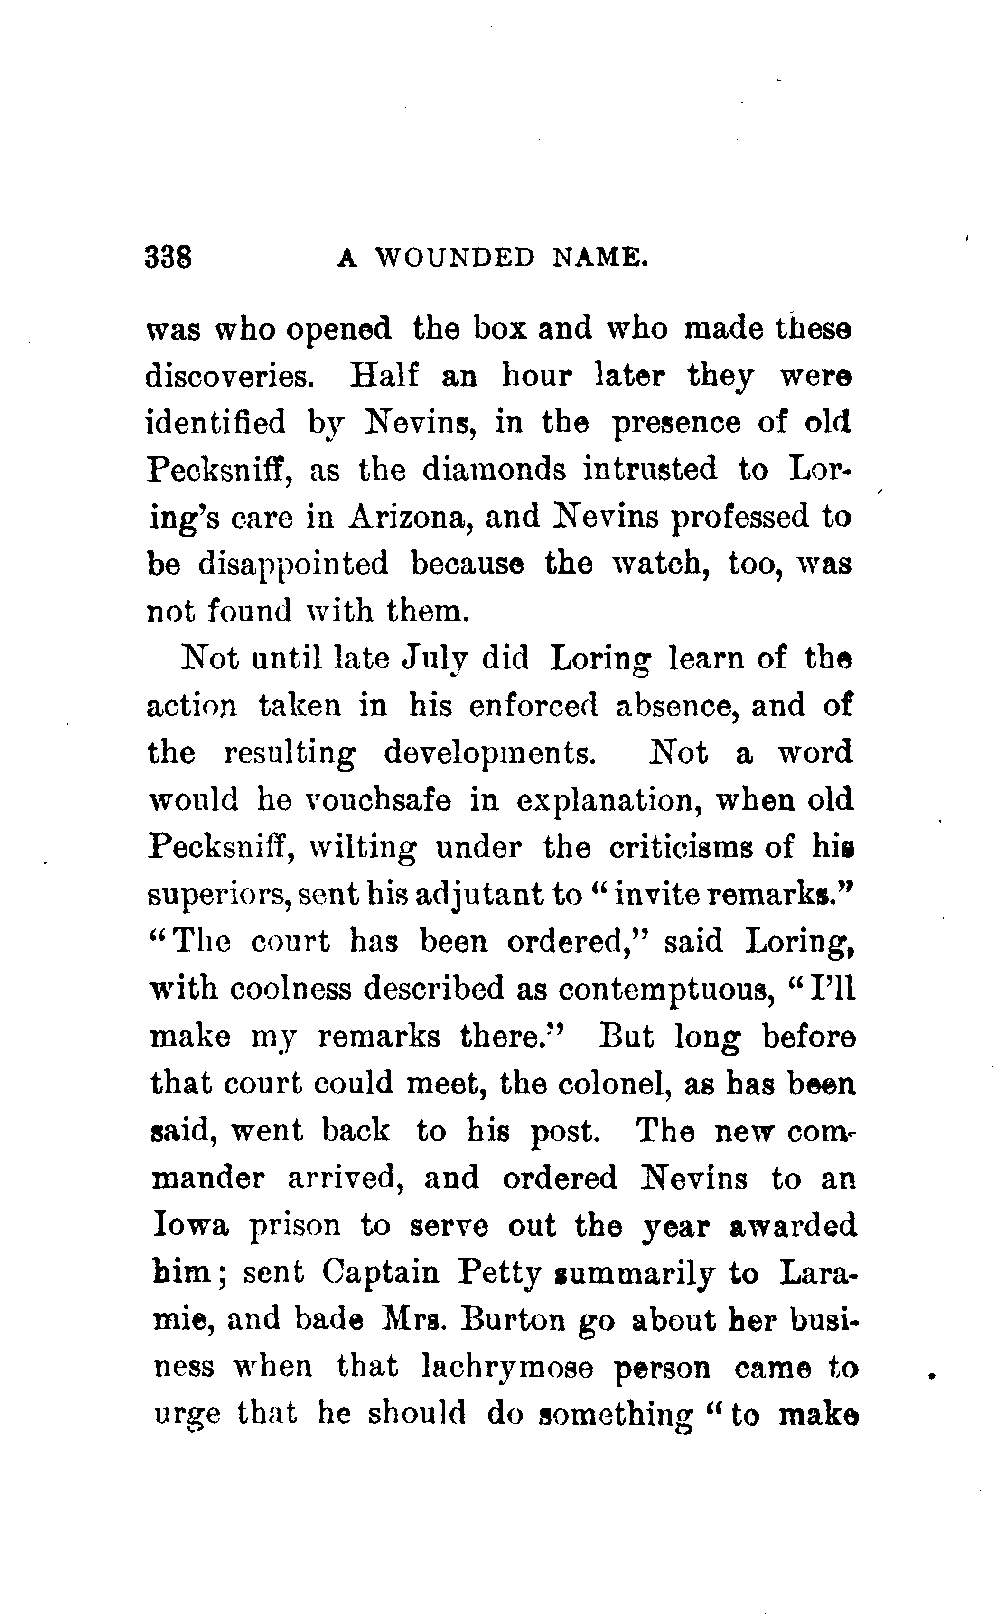 338 A WOUNDED NAME.
was who opened the box and who made these
discoveries. Half an hour later they were
identified by Nevins, in the presence of old
Pecksniff, as the diamonds intrusted to Lor-
ing's care in Arizona, and Nevins professed to
be disappointed because the watch, too, was
not found with them.
Not until late July did Loring learn of the
action taken in his enforced absence, and of
the resulting developments. Not a word
would he vouchsafe in explanation, when old
Pecksniff, wilting under the criticisms of his
superiors, sent his adjutant to “invite remarks.”
“The court has been ordered,” said Loring,
with coolness described as contemptuous, “I'll
make my remarks there.” But long before
that court could meet, the colonel, as has been
said, went back to his post. The new com-
mander arrived, and ordered Nevins to an
Iowa prison to serve out the year awarded
him; sent Captain Petty summarily to Lara-
mie, and bade Mrs. Burton go about her busi-
ness when that lachrymose person came to
urge that he should do something “to make